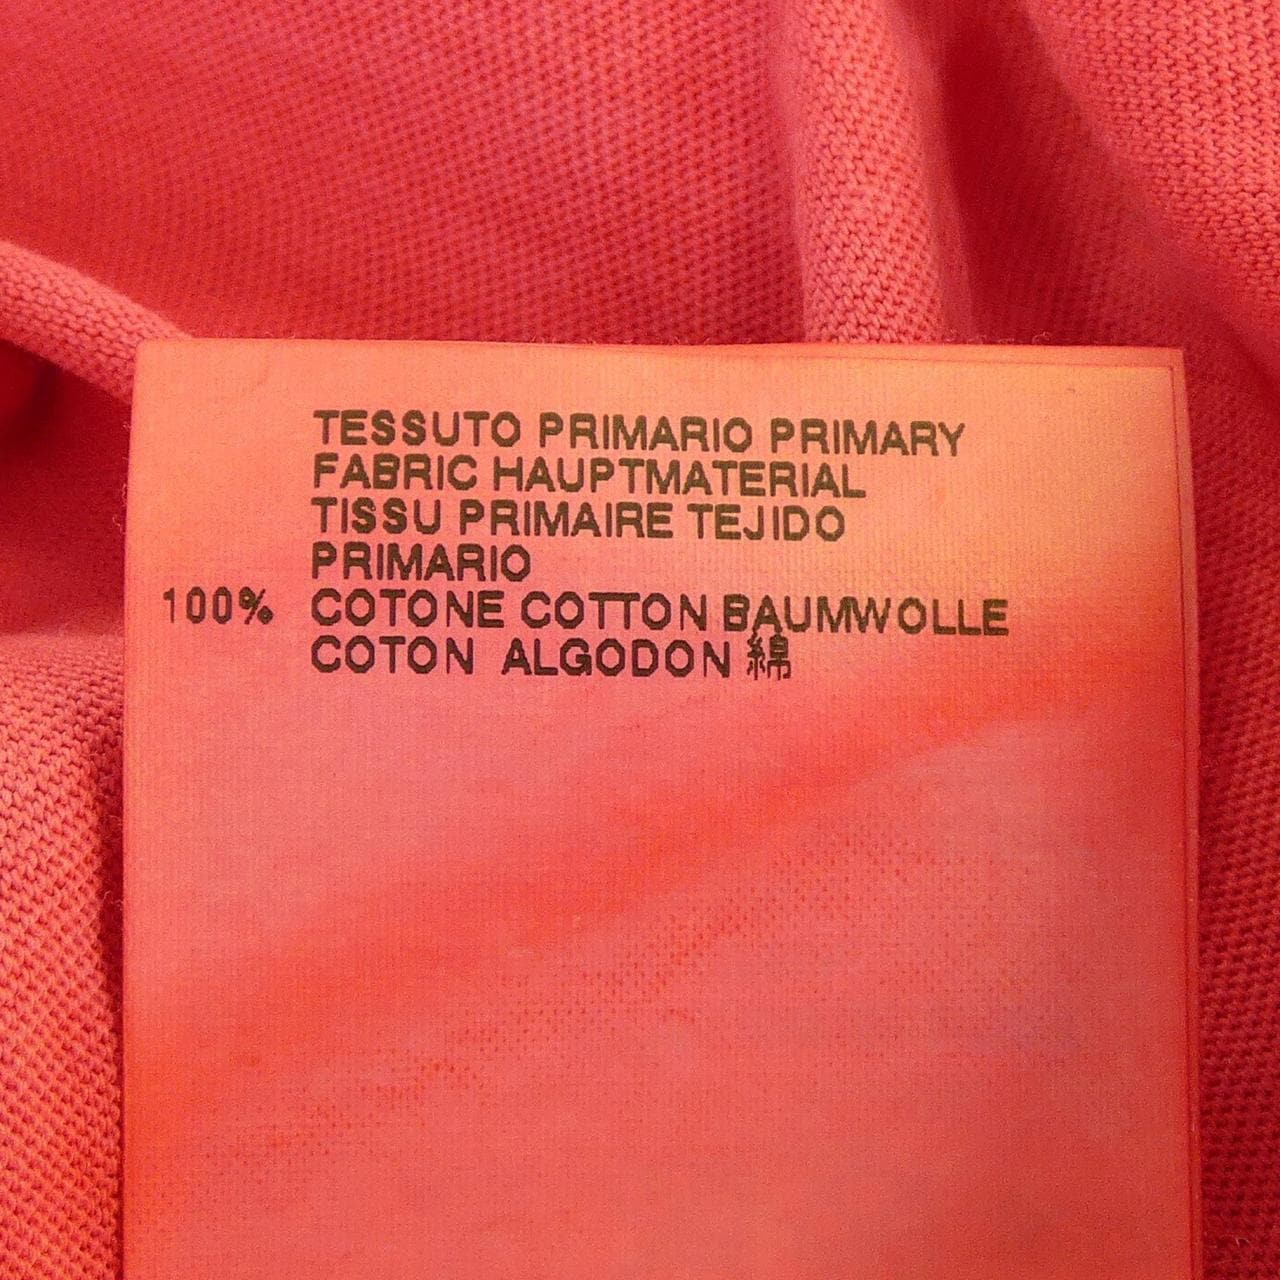 TESSUTO PRIMARIO PRIMARY
FABRIC HAUPTMATERIAL
TISSU PRIMAIRE TEJIDO
PRIMARIO
100% COTONE COTTON BAUMWOLLE
COTON ALGODON 綿